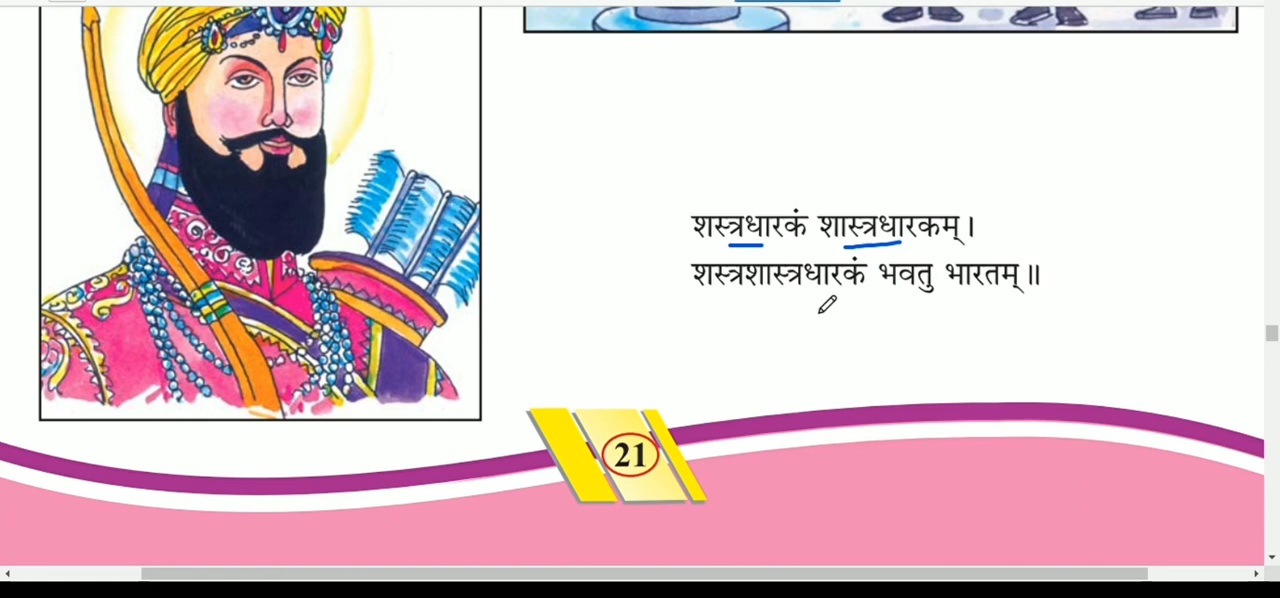 शस्त्रधारकं शास्त्रधारकम्।
शस्त्रशास्त्रधारकं भवतु भारतम्॥
21